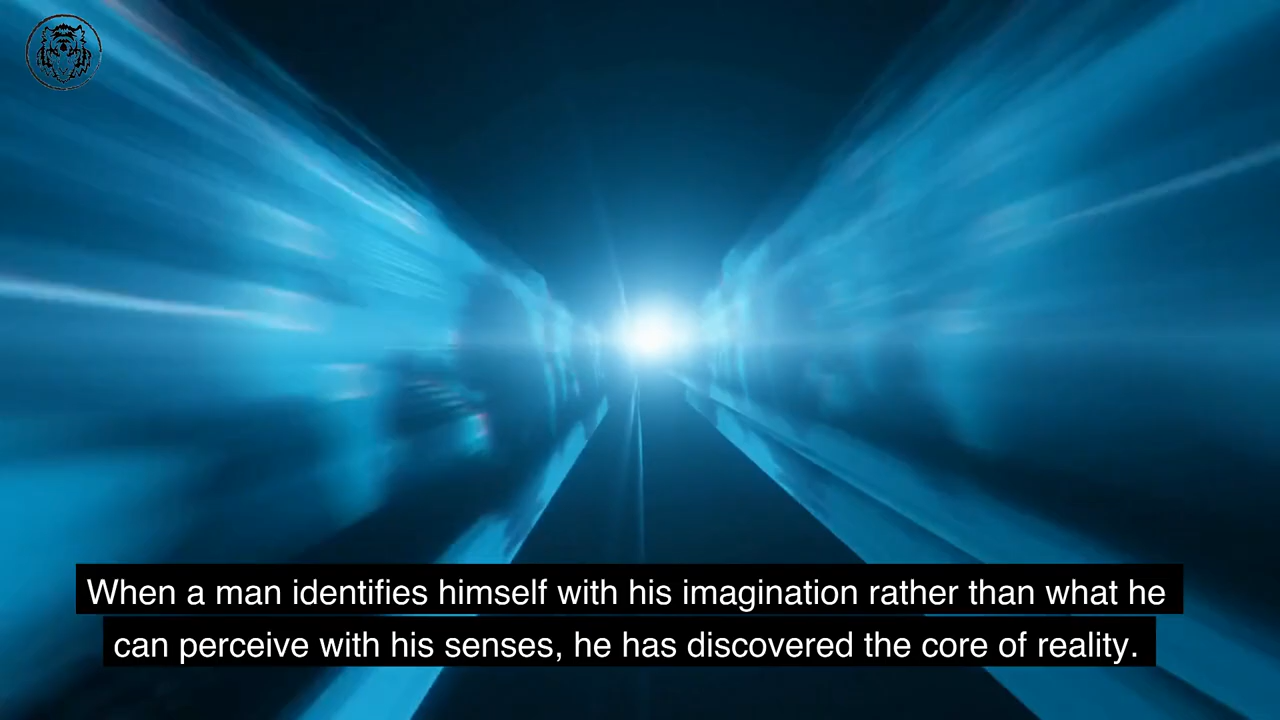 When a man identifies himself with his imagination rather than what he
can perceive with his senses, he has discovered the core of reality.